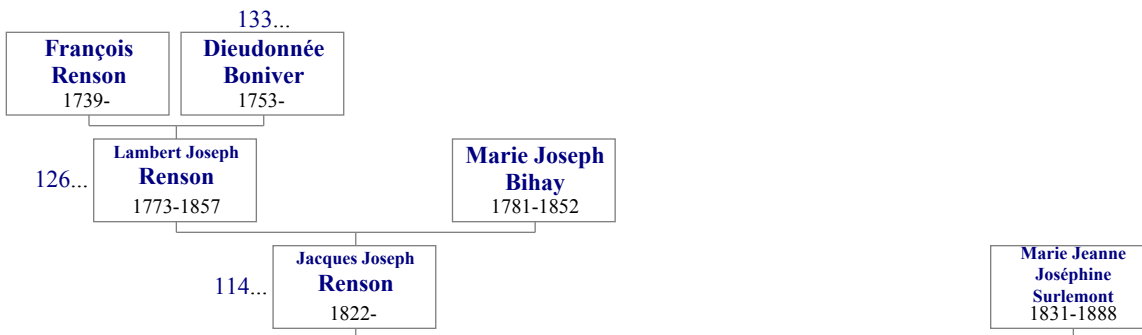 133...
François
Renson
1739-
Dieudonnée
Boniver
1753-
126...
Lambert Joseph
Renson
1773-1857
Marie Joseph
Bihay
1781-1852
114...
Jacques Joseph
Renson
1822-
Marie Jeanne
Joséphine
Surlemont
1831-1888